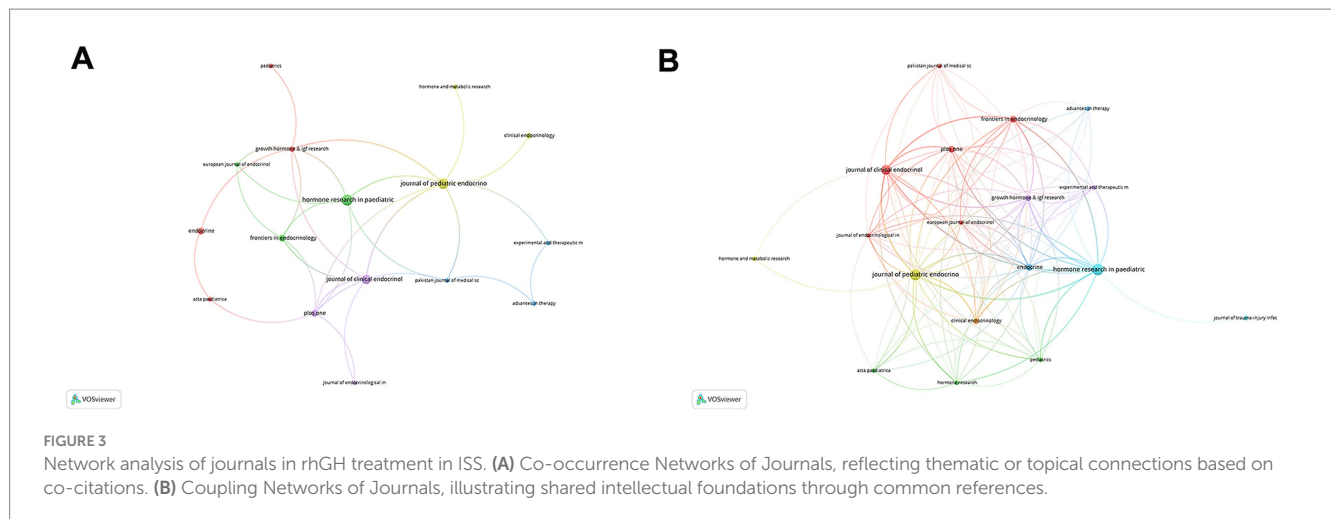 A
pediatrics
hormone and metabolic research
clinical endocrinology
growth hormone & igf research
european journal of endocrinol
journal of pediatric endocrino
hormone research in paediatric
endocrine
frontiers in endocrinology
experimental and therapeutic m
journal of clinical endocrinol
pakistan journal of medical sc
acta paediatrica
advances in therapy
plos one
journal of endocrinological in
VOSviewer
B
pakistan journal of medical sc
advances in therapy
frontiers in endocrinology
plos one
journal of clinical endocrinol
experimental and therapeutic m
growth hormone & igf research
european journal of endocrinol
journal of endocrinological in
hormone and metabolic research
endocrine
hormone research in paediatric
journal of pediatric endocrino
journal of trauma-injury infec
clinical endocrinology
pediatrics
acta paediatrica
hormone research
VOSviewer
FIGURE 3
Network analysis of journals in rhGH treatment in ISS. (A) Co-occurrence Networks of Journals, reflecting thematic or topical connections based on
co-citations. (B) Coupling Networks of Journals, illustrating shared intellectual foundations through common references.